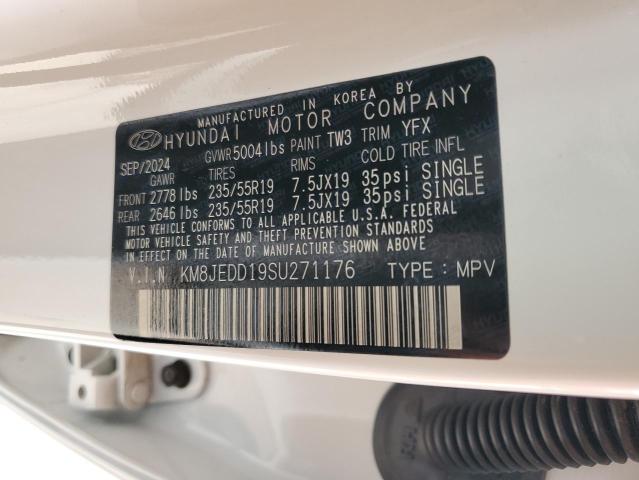 MANUFACTURED IN KOREA BY
HYUNDAI MOTOR COMPANY
SEP/2024 GVWR 5004lbs PAINT TW3 TRIM YFX
GAWR TIRES RIMS COLD TIRE INFL
FRONT 2778 lbs 235/55R19 7.5JX19 35psi SINGLE
REAR 2646 lbs 235/55R19 7.5JX19 35psi SINGLE
THIS VEHICLE CONFORMS TO ALL APPLICABLE U.S.A. FEDERAL
MOTOR VEHICLE SAFETY, BUMPER, AND THEFT PREVENTION
STANDARDS IN EFFECT ON THE DATE OF MANUFACTURE SHOWN ABOVE.
V.I.N KM8JEDD19SU271176 TYPE : MPV